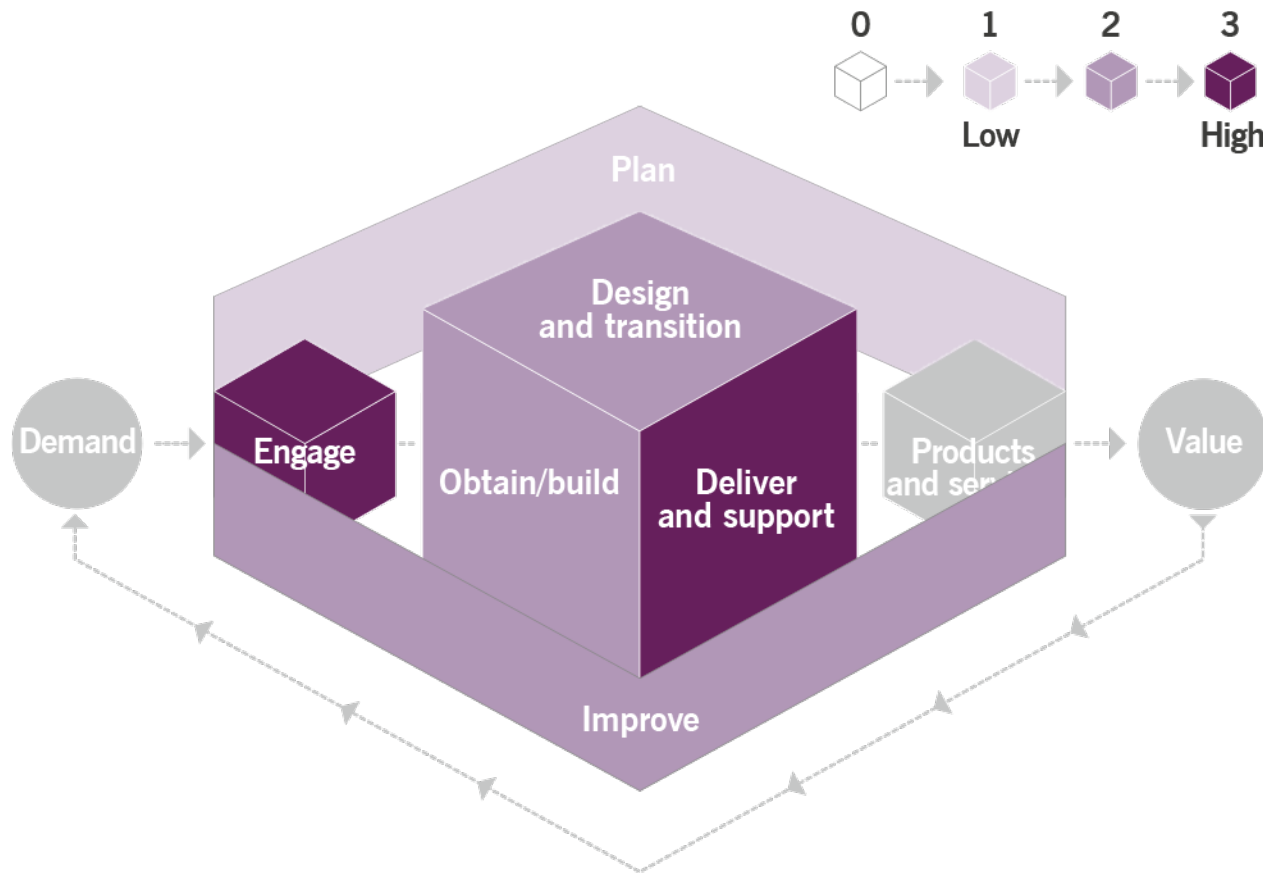 0 1 2 3
Low High
Plan
Design
and transition
Demand
Engage
Obtain/build
Deliver
and support
Products
and
Value
Improve